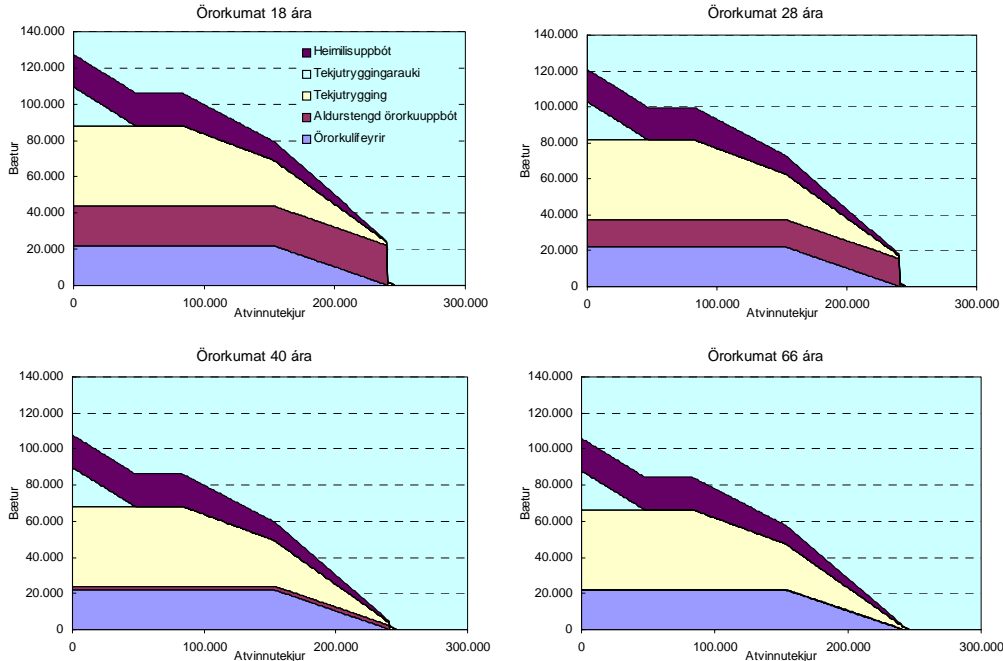 Örorkumat 18 ára
140.000
120.000
100.000
80.000
60.000
40.000
20.000
0
Bætur
Heimilisuppbót
Tekjutryggingarauki
Tekjutrygging
Aldurstengd örorkuuppbót
Örorkulífeyrir
0
100.000
200.000
300.000
Atvinnutekjur
Örorkumat 28 ára
140.000
120.000
100.000
80.000
60.000
40.000
20.000
0
Bætur
0
100.000
200.000
300.000
Atvinnutekjur
Örorkumat 40 ára
140.000
120.000
100.000
80.000
60.000
40.000
20.000
0
Bætur
0
100.000
200.000
300.000
Atvinnutekjur
Örorkumat 66 ára
140.000
120.000
100.000
80.000
60.000
40.000
20.000
0
Bætur
0
100.000
200.000
300.000
Atvinnutekjur